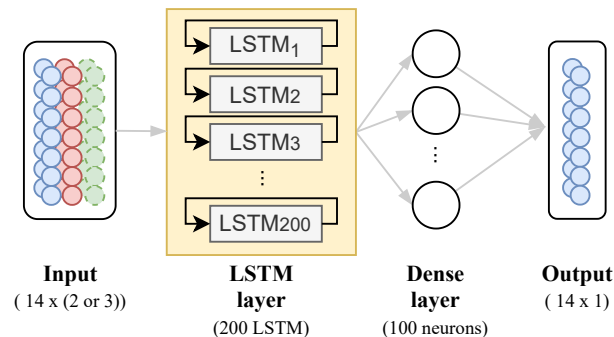 LSTM1
LSTM2
LSTM3
...
...
LSTM200
Input
( 14 x (2 or 3))
LSTM
layer
(200 LSTM)
Dense
layer
(100 neurons)
Output
( 14 x 1)